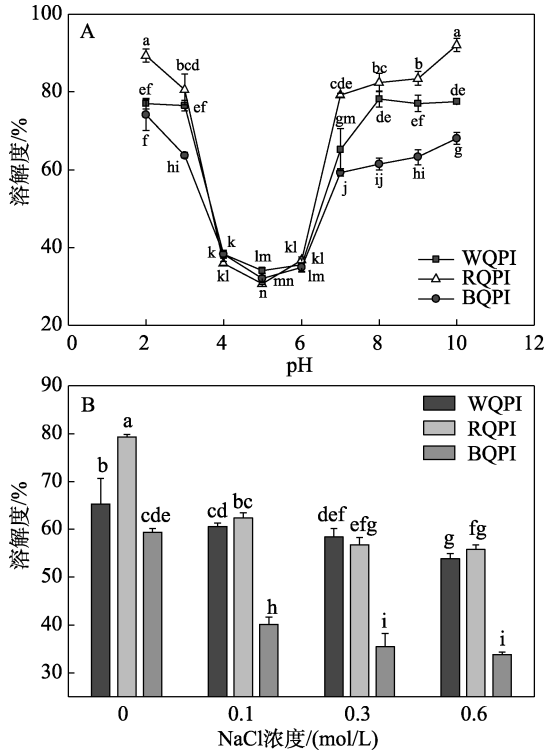 A
100
80
60
40
20
溶解度/%
a
bcd
ef
ef
f
hi
k
k
kl
lm
n
mn
kl
kl
lm
cde
gm
j
bc
de
ij
b
ef
hi
a
de
g
WQPI
RQPI
BQPI
0 2 4 6 8 10 12
pH
B
90
80
70
60
50
40
30
溶解度/%
WQPI
RQPI
BQPI
b a cde
cd bc h
def efg i
g fg i
0 0.1 0.3 0.6
NaCl浓度/(mol/L)